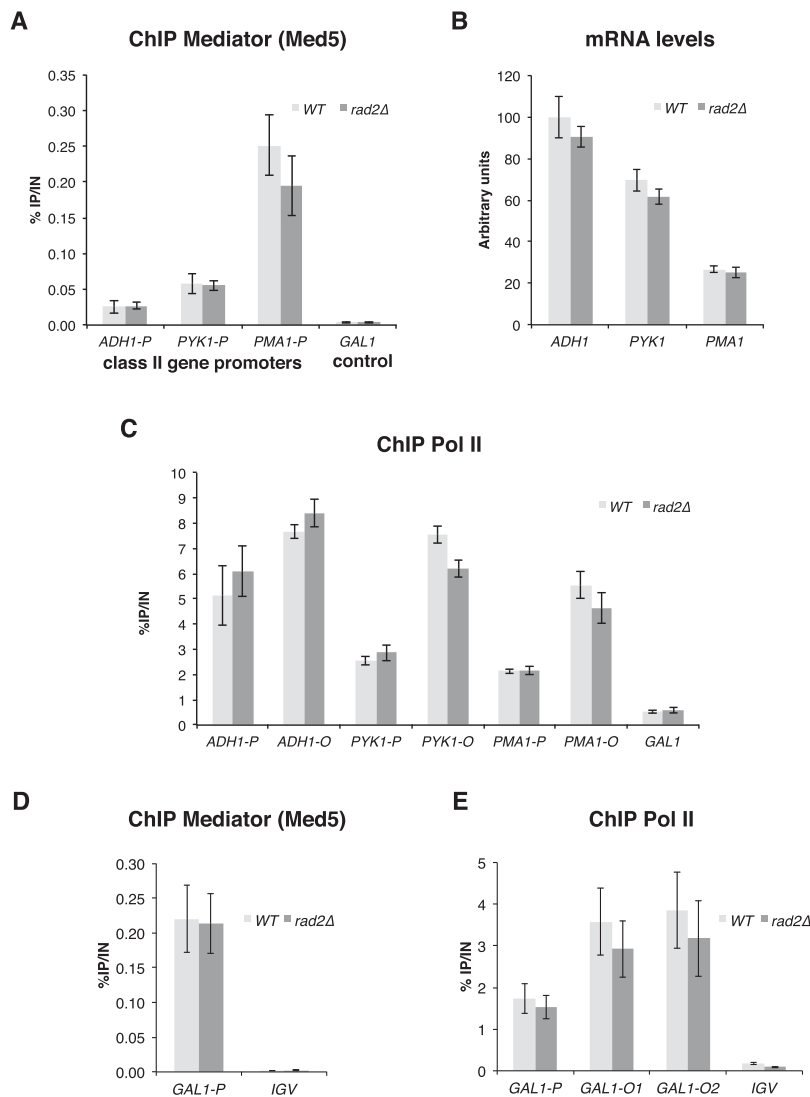 A
ChIP Mediator (Med5)
0.35
0.30
0.25
0.20
0.15
0.10
0.05
0.00
% IP/IN
WT rad2Δ
ADH1-P PYK1-P PMA1-P GAL1
class II gene promoters control
B
mRNA levels
120
100
80
60
40
20
0
Arbitrary units
WT rad2Δ
ADH1 PYK1 PMA1
C
ChIP Pol II
10
9
8
7
6
5
4
3
2
1
0
%IP/IN
WT rad2Δ
ADH1-P ADH1-O PYK1-P PYK1-O PMA1-P PMA1-O GAL1
D
ChIP Mediator (Med5)
0.30
0.25
0.20
0.15
0.10
0.05
0.00
%IP/IN
WT rad2Δ
GAL1-P IGV
E
ChIP Pol II
5
4
3
2
1
0
% IP/IN
WT rad2Δ
GAL1-P GAL1-O1 GAL1-O2 IGV